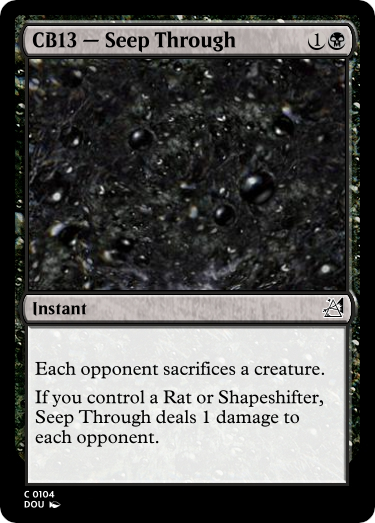 CB13 — Seep Through 1
Instant
Each opponent sacrifices a creature.
If you control a Rat or Shapeshifter,
Seep Through deals 1 damage to
each opponent.
C 0104
DOU